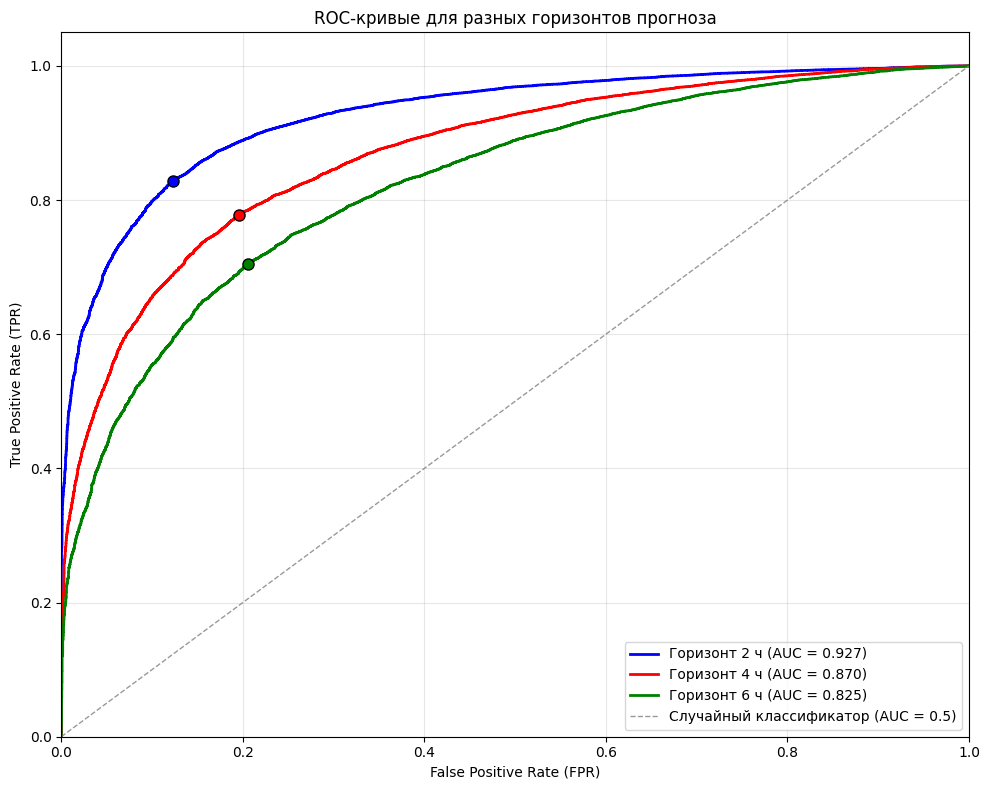 ROC-кривые для разных горизонтов прогноза
True Positive Rate (TPR)
1.0
0.8
0.6
0.4
0.2
0.0
0.0 0.2 0.4 0.6 0.8 1.0
False Positive Rate (FPR)
Горизонт 2 ч (AUC = 0.927)
Горизонт 4 ч (AUC = 0.870)
Горизонт 6 ч (AUC = 0.825)
Случайный классификатор (AUC = 0.5)